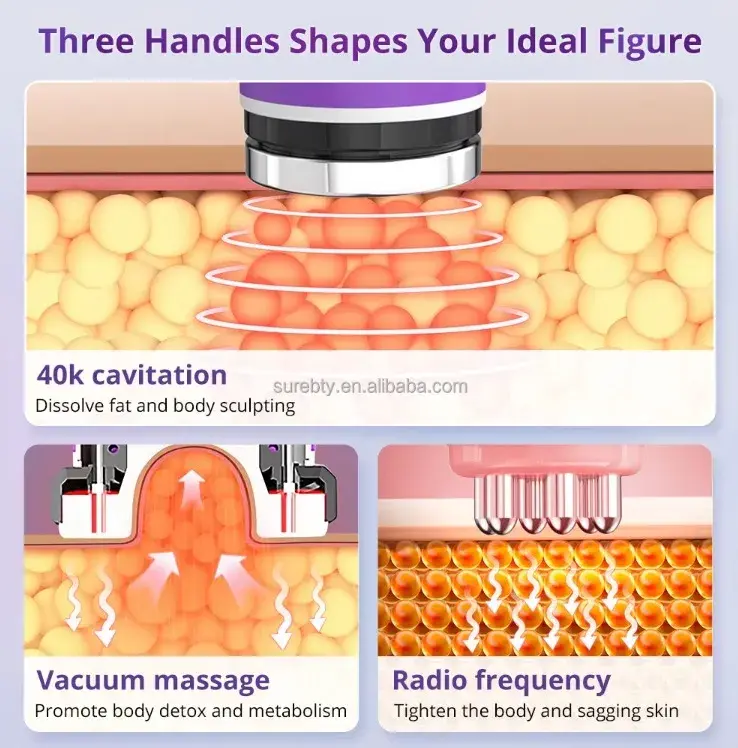 Three Handles Shapes Your Ideal Figure
40k cavitation
surebty.en.alibaba.com
Dissolve fat and body sculpting
Vacuum massage
Promote body detox and metabolism
Radio frequency
Tighten the body and sagging skin